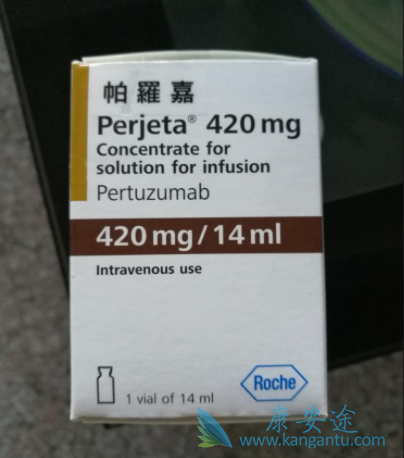 帕羅嘉
Perjeta® 420 mg
Concentrate for
solution for infusion
Pertuzumab
420 mg/14 ml
Intravenous use
1 vial of 14 ml
Roche
康安途
www.kangantu.com